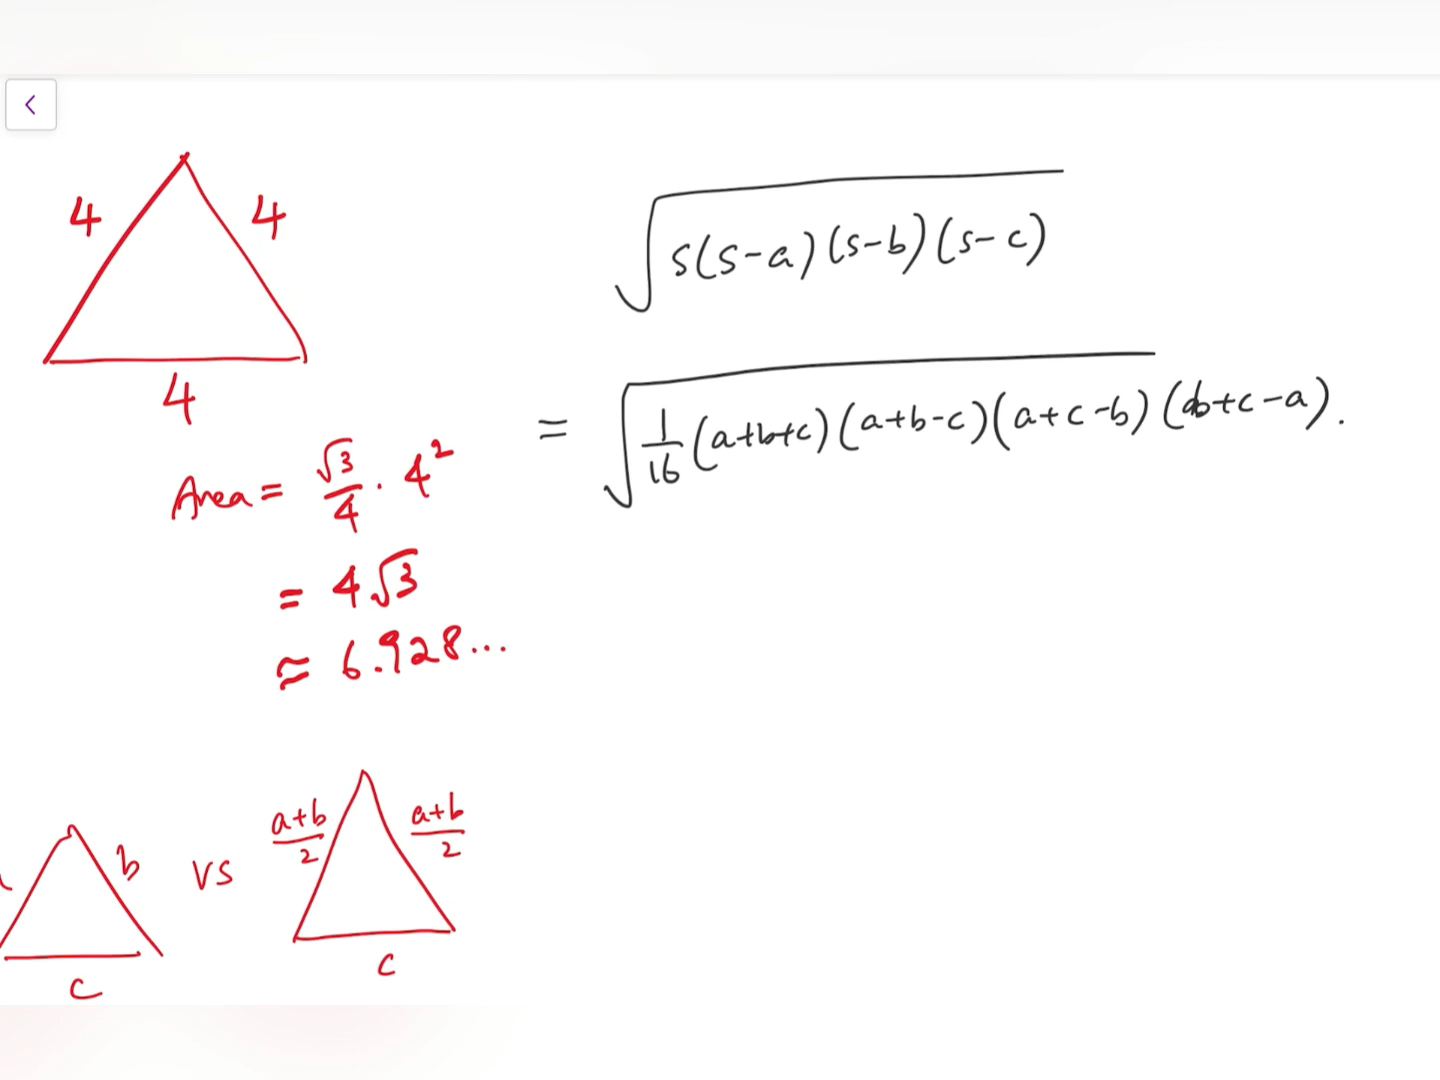 4 4
4
Area = √3/4 · 4²
= 4√3
≈ 6.928...
√s(s-a)(s-b)(s-c)
= √1/16 (a+b+c)(a+b-c)(a+c-b)(b+c-a).
b
c
vs
a+b/2 a+b/2
c